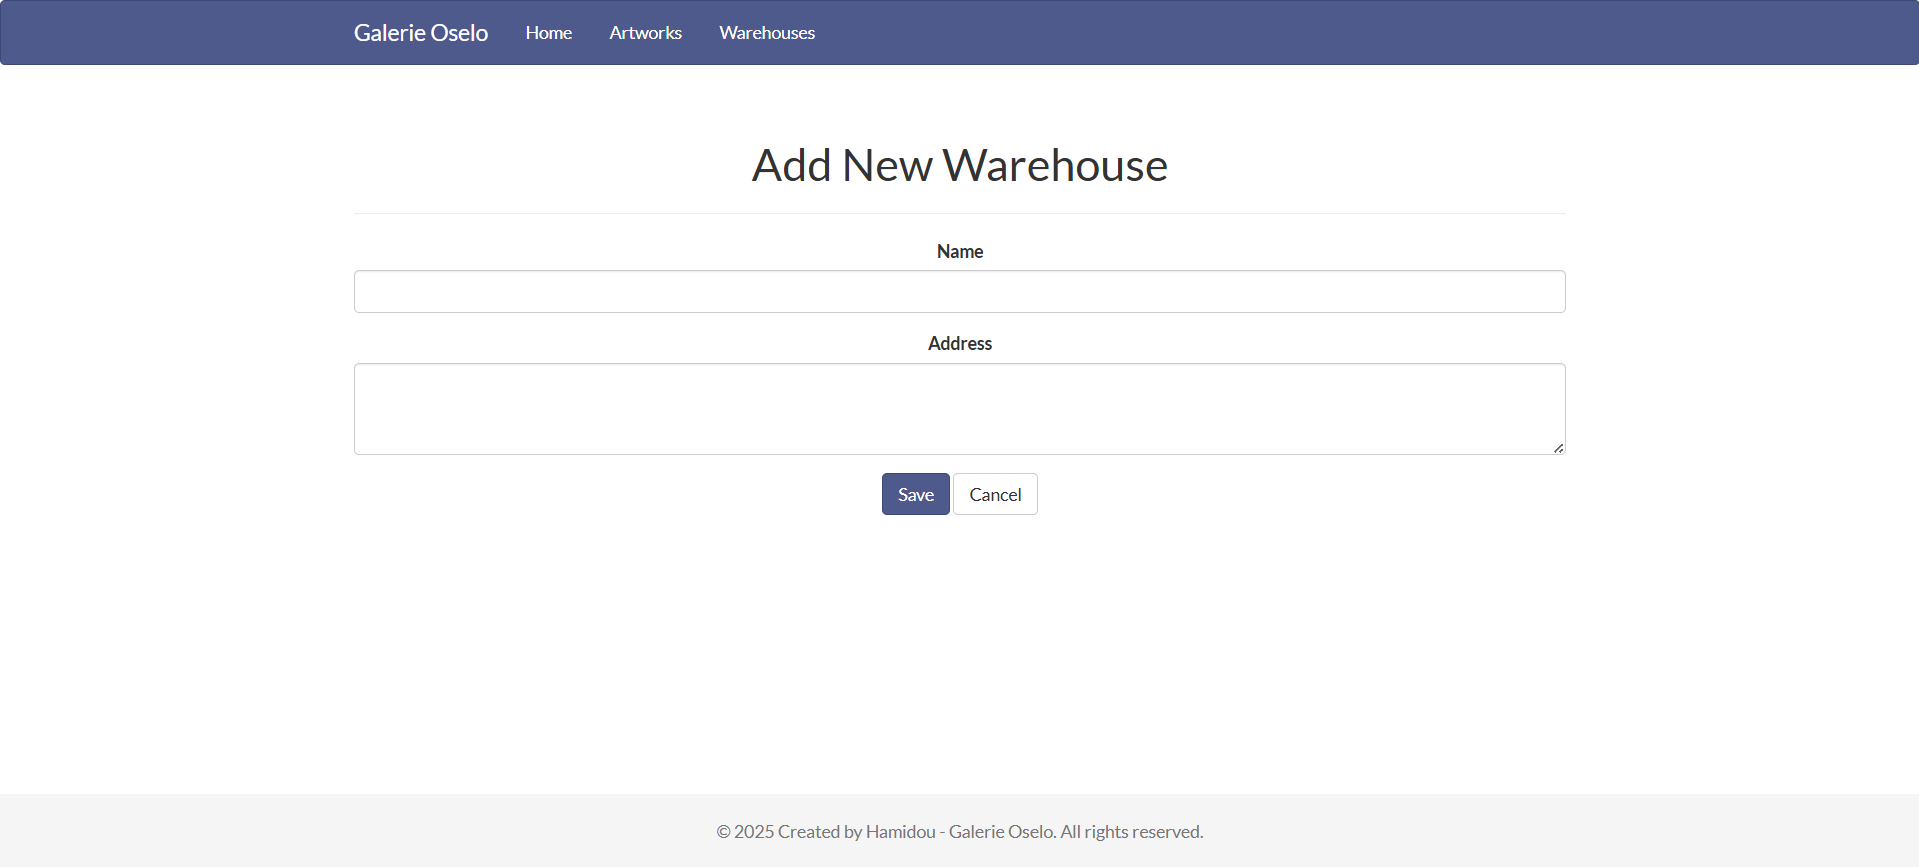 Galerie Oselo Home Artworks Warehouses
Add New Warehouse
Name
Address
Save Cancel
© 2025 Created by Hamidou - Galerie Oselo. All rights reserved.